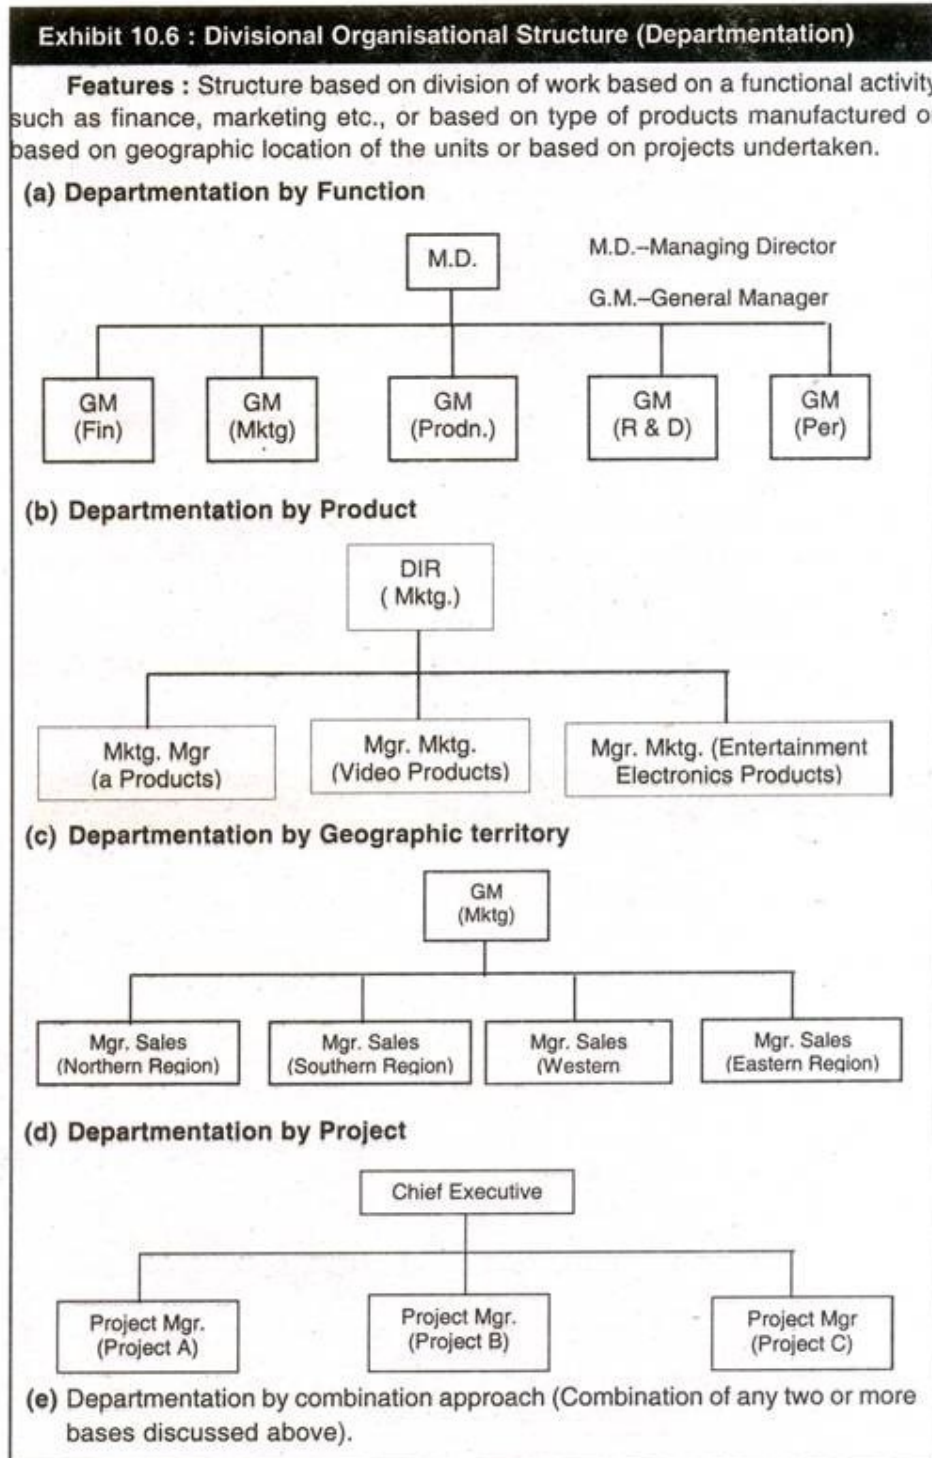 Exhibit 10.6 : Divisional Organisational Structure (Departmentation)
Features : Structure based on division of work based on a functional activity
such as finance, marketing etc., or based on type of products manufactured o
based on geographic location of the units or based on projects undertaken.
(a) Departmentation by Function
M.D.
M.D.–Managing Director
G.M.–General Manager
GM
(Fin)
GM
(Mktg)
GM
(Prodn.)
GM
(R & D)
GM
(Per)
(b) Departmentation by Product
DIR
( Mktg.)
Mktg. Mgr
(a Products)
Mgr. Mktg.
(Video Products)
Mgr. Mktg. (Entertainment
Electronics Products)
(c) Departmentation by Geographic territory
GM
(Mktg)
Mgr. Sales
(Northern Region)
Mgr. Sales
(Southern Region)
Mgr. Sales
(Western
Mgr. Sales
(Eastern Region)
(d) Departmentation by Project
Chief Executive
Project Mgr.
(Project A)
Project Mgr.
(Project B)
Project Mgr
(Project C)
(e) Departmentation by combination approach (Combination of any two or more
bases discussed above).